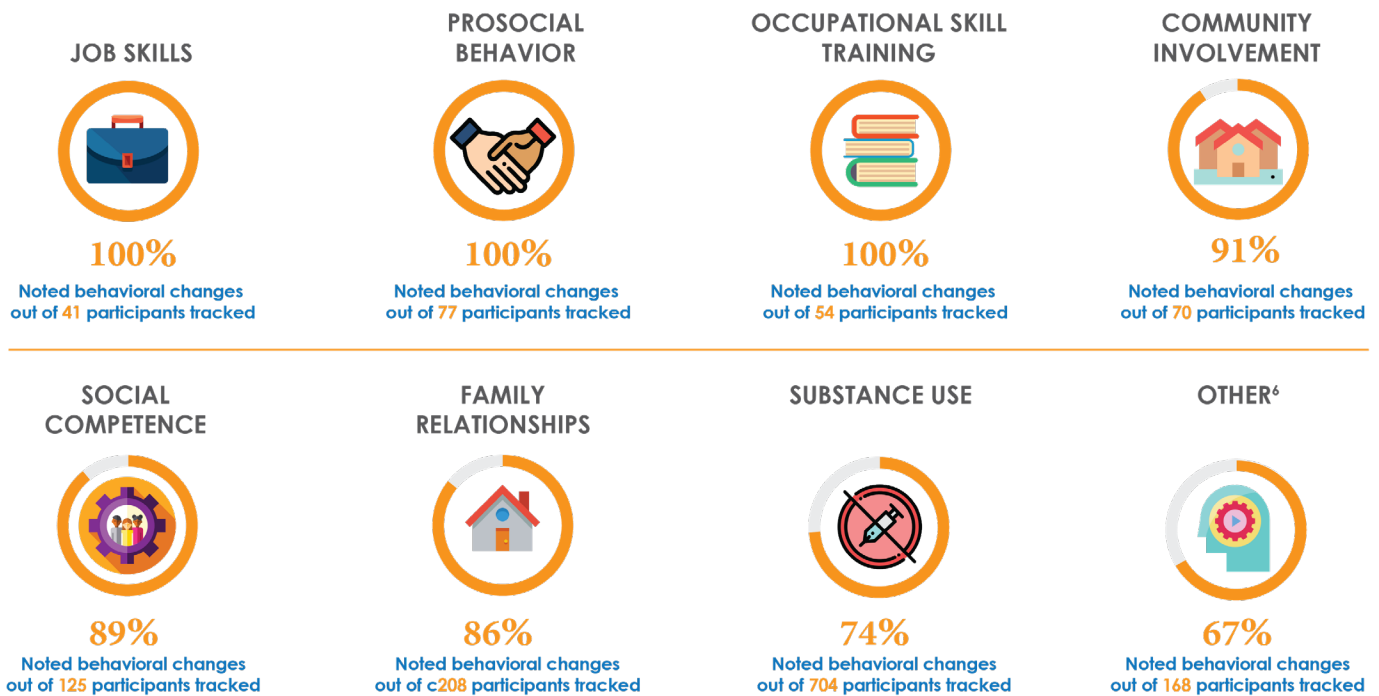 JOB SKILLS
100%
Noted behavioral changes
out of 41 participants tracked
PROSOCIAL
BEHAVIOR
100%
Noted behavioral changes
out of 77 participants tracked
OCCUPATIONAL SKILL
TRAINING
100%
Noted behavioral changes
out of 54 participants tracked
COMMUNITY
INVOLVEMENT
91%
Noted behavioral changes
out of 70 participants tracked
SOCIAL
COMPETENCE
89%
Noted behavioral changes
out of 125 participants tracked
FAMILY
RELATIONSHIPS
86%
Noted behavioral changes
out of c208 participants tracked
SUBSTANCE USE
74%
Noted behavioral changes
out of 704 participants tracked
OTHER⁶
67%
Noted behavioral changes
out of 168 participants tracked